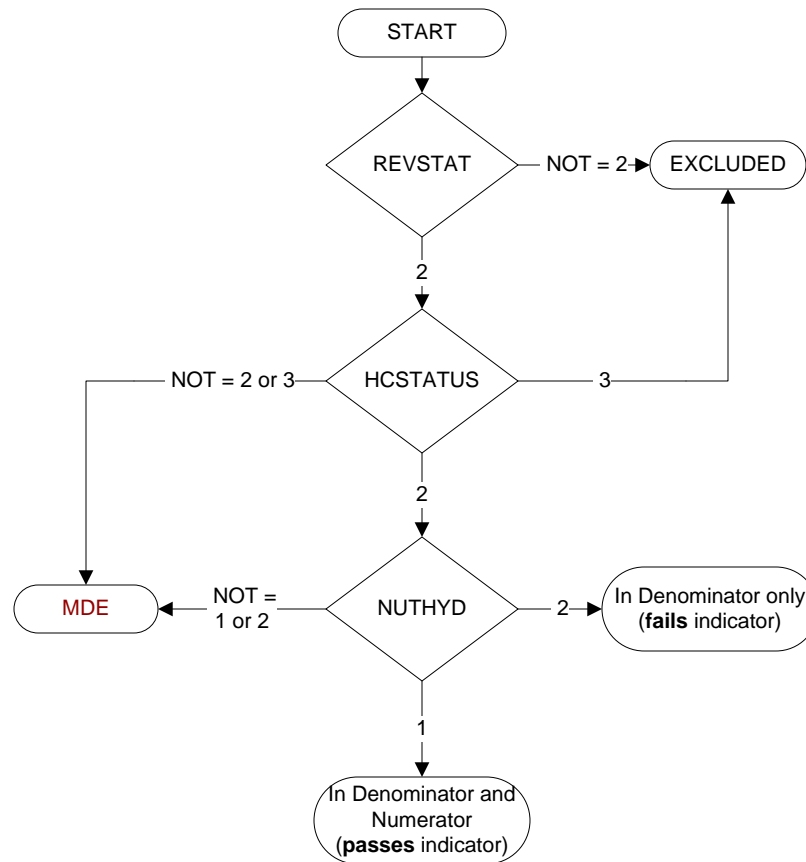 START
REVSTAT
NOT = 2
EXCLUDED
2
NOT = 2 or 3
HCSTATUS
3
2
MDE
NOT =
1 or 2
NUTHYD
2
In Denominator only
(fails indicator)
1
In Denominator and
Numerator
(passes indicator)